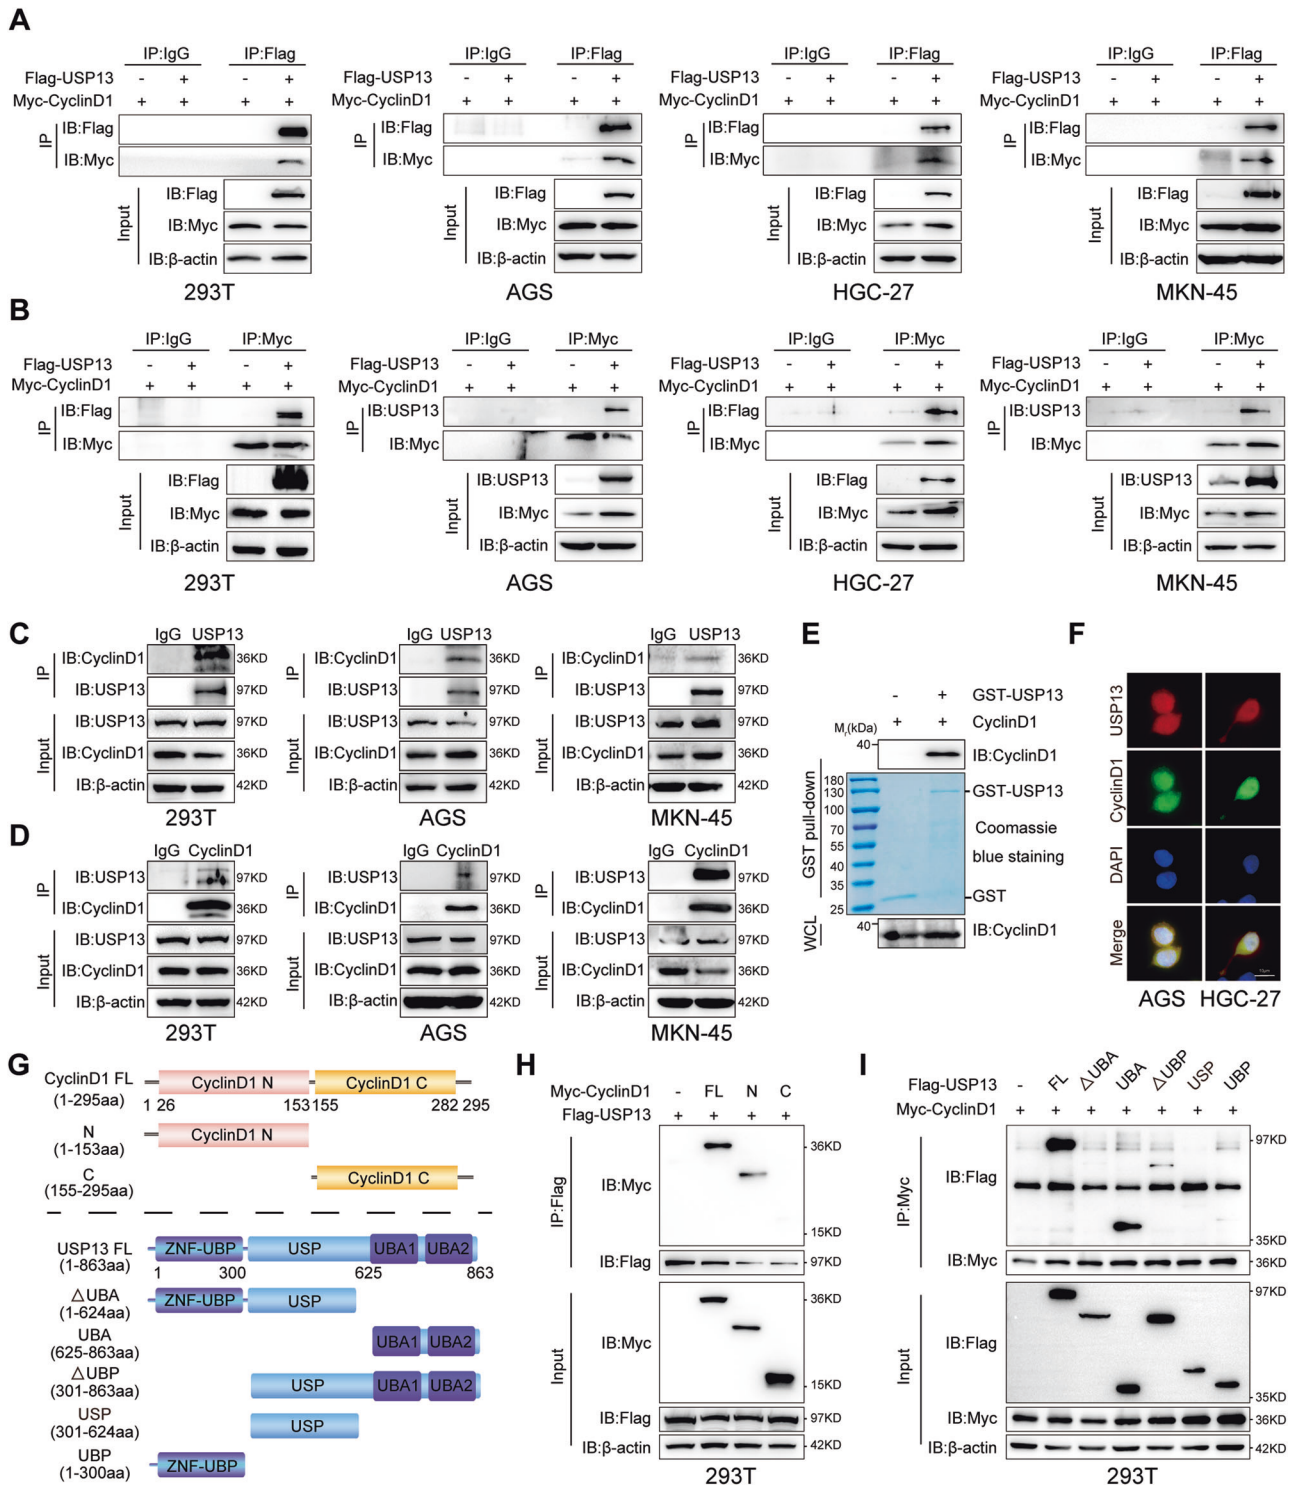 A
IP:IgG IP:Flag IP:IgG IP:Flag IP:IgG IP:Flag IP:IgG IP:Flag
Flag-USP13 - + - + Flag-USP13 - + - + Flag-USP13 - + - + Flag-USP13 - + - +
Myc-CyclinD1 + + + + Myc-CyclinD1 + + + + Myc-CyclinD1 + + + + Myc-CyclinD1 + + + +
IP IB:Flag IP IB:Flag IP IB:Flag IP IB:Flag
IB:Myc IB:Myc IB:Myc IB:Myc
Input IB:Flag Input IB:Flag Input IB:Flag Input IB:Flag
IB:Myc IB:Myc IB:Myc IB:Myc
IB:β-actin IB:β-actin IB:β-actin IB:β-actin
293T AGS HGC-27 MKN-45
B
IP:IgG IP:Myc IP:IgG IP:Myc IP:IgG IP:Myc IP:IgG IP:Myc
Flag-USP13 - + - + Flag-USP13 - + - + Flag-USP13 - + - + Flag-USP13 - + - +
Myc-CyclinD1 + + + + Myc-CyclinD1 + + + + Myc-CyclinD1 + + + + Myc-CyclinD1 + + + +
IP IB:Flag IP IB:USP13 IP IB:Flag IP IB:USP13
IB:Myc IB:Myc IB:Myc IB:Myc
Input IB:Flag Input IB:USP13 Input IB:Flag Input IB:USP13
IB:Myc IB:Myc IB:Myc IB:Myc
IB:β-actin IB:β-actin IB:β-actin IB:β-actin
293T AGS HGC-27 MKN-45
C
IgG USP13 IgG USP13 IgG USP13
IP IB:CyclinD1 36KD IP IB:CyclinD1 36KD IP IB:CyclinD1 36KD
IB:USP13 97KD IB:USP13 97KD IB:USP13 97KD
Input IB:USP13 97KD Input IB:USP13 97KD Input IB:USP13 97KD
IB:CyclinD1 36KD IB:CyclinD1 36KD IB:CyclinD1 36KD
IB:β-actin 42KD IB:β-actin 42KD IB:β-actin 42KD
293T AGS MKN-45
D
IgG CyclinD1 IgG CyclinD1 IgG CyclinD1
IP IB:USP13 97KD IP IB:USP13 97KD IP IB:USP13 97KD
IB:CyclinD1 36KD IB:CyclinD1 36KD IB:CyclinD1 36KD
Input IB:USP13 97KD Input IB:USP13 97KD Input IB:USP13 97KD
IB:CyclinD1 36KD IB:CyclinD1 36KD IB:CyclinD1 36KD
IB:β-actin 42KD IB:β-actin 42KD IB:β-actin 42KD
293T AGS MKN-45
E
- + GST-USP13
+ + CyclinD1
Mr(kDa)
40
IB:CyclinD1
GST pull-down
180
130
GST-USP13
100
70
Coomassie
55
blue staining
40
35
GST
25
WCL
40
IB:CyclinD1
F
USP13
CyclinD1
DAPI
Merge
AGS HGC-27
G
CyclinD1 FL
(1-295aa)
CyclinD1 N CyclinD1 C
1 26 153 155 282 295
N
(1-153aa)
CyclinD1 N
C
(155-295aa)
CyclinD1 C
USP13 FL
(1-863aa)
ZNF-UBP USP UBA1 UBA2
1 300 625 863
△UBA
(1-624aa)
ZNF-UBP USP
UBA
(625-863aa)
UBA1 UBA2
△UBP
(301-863aa)
USP UBA1 UBA2
USP
(301-624aa)
USP
UBP
(1-300aa)
ZNF-UBP
H
Myc-CyclinD1 - FL N C
Flag-USP13 + + + +
IP:Flag
36KD
IB:Myc
15KD
IB:Flag 97KD
Input
36KD
IB:Myc
15KD
IB:Flag 97KD
IB:β-actin 42KD
293T
I
Flag-USP13 - FL △UBA UBA △UBP USP UBP
Myc-CyclinD1 + + + + + + +
IP:Myc
97KD
IB:Flag
35KD
IB:Myc 36KD
Input
97KD
IB:Flag
35KD
IB:Myc 36KD
IB:β-actin 42KD
293T